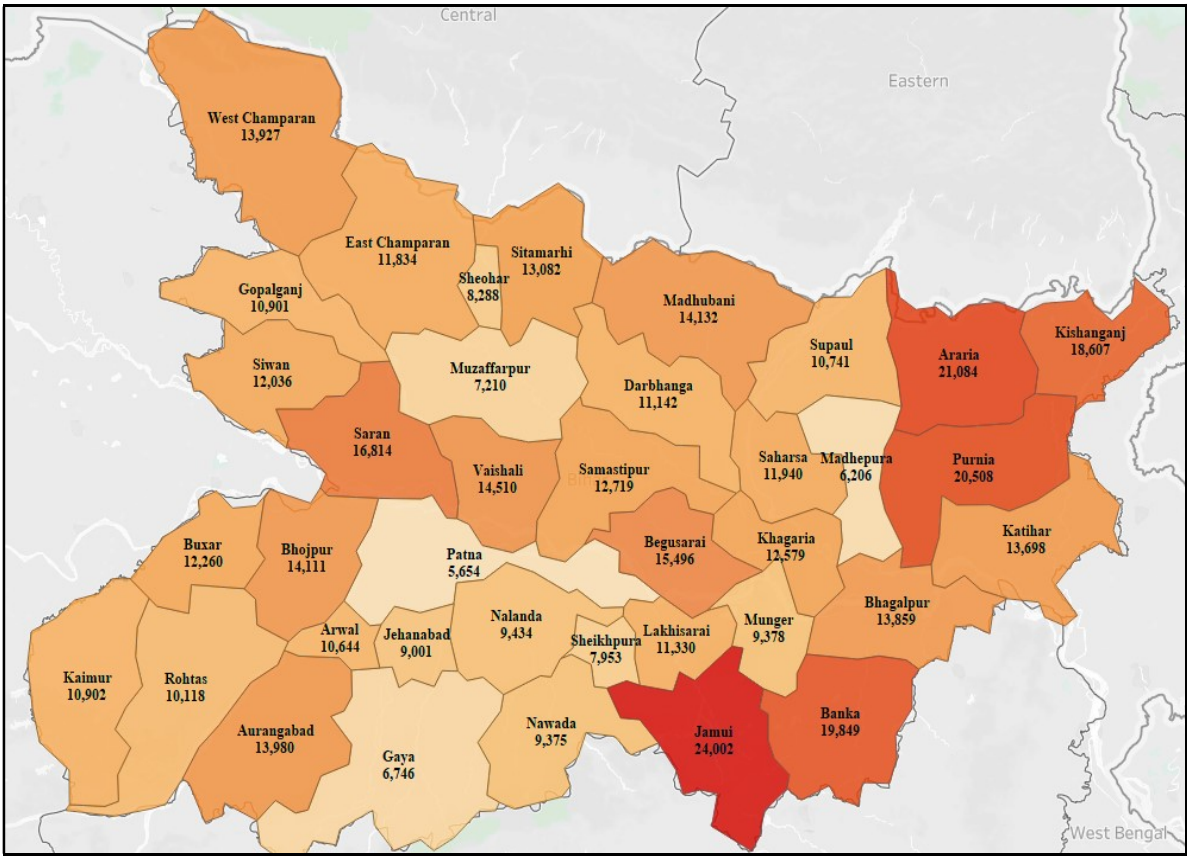 Central
Eastern
West Champaran
13,927
East Champaran
11,834
Sheohar
8,288
Sitamarhi
13,082
Gopalganj
10,901
Madhubani
14,132
Supaul
10,741
Araria
21,084
Kishanganj
18,607
Siwan
12,036
Muzaffarpur
7,210
Darbhanga
11,142
Saran
16,814
Vaishali
14,510
Samastipur
12,719
Saharsa
11,940
Madhepura
6,206
Purnia
20,508
Buxar
12,260
Bhojpur
14,111
Patna
5,654
Begusarai
15,496
Khagaria
12,579
Katihar
13,698
Arwal
10,644
Jehanabad
9,001
Nalanda
9,434
Sheikhpura
7,953
Lakhisarai
11,330
Munger
9,378
Bhagalpur
13,859
Kaimur
10,902
Rohtas
10,118
Aurangabad
13,980
Gaya
6,746
Nawada
9,375
Jamui
24,002
Banka
19,849
West Bengal